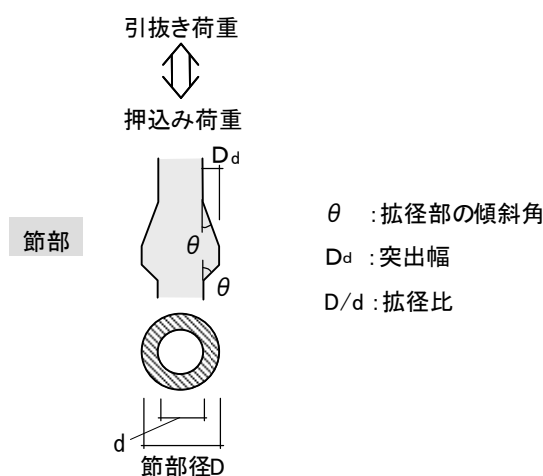 引抜き荷重
押込み荷重
Dd
節部
θ
θ
θ :拡径部の傾斜角
Dd :突出幅
D/d :拡径比
d
節部径D